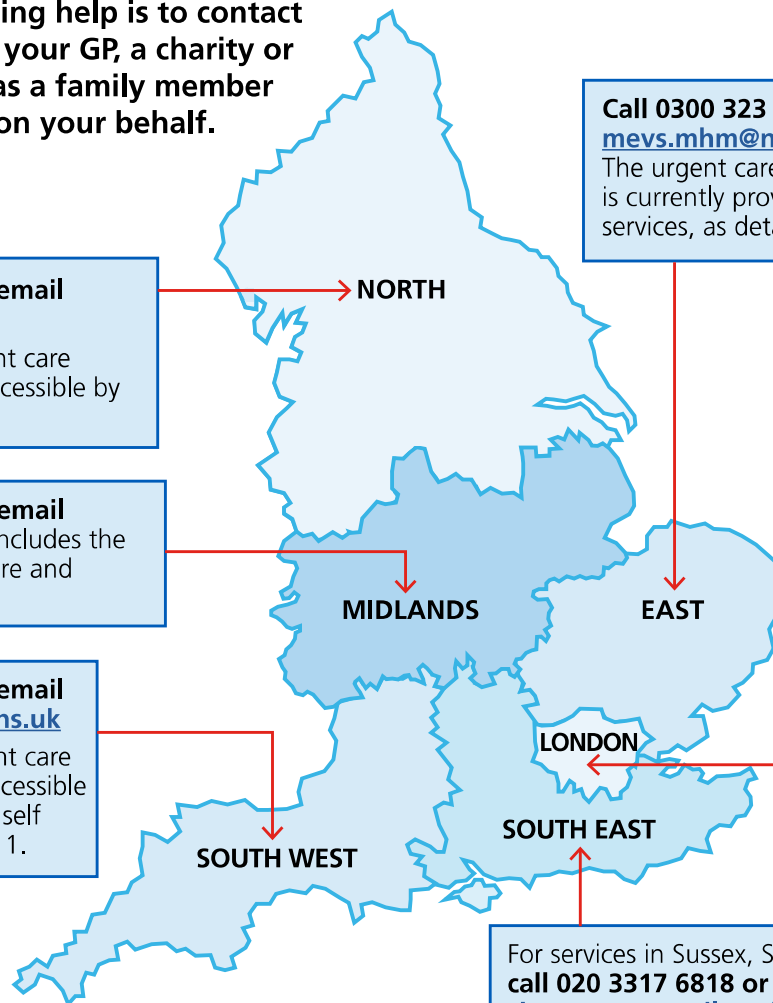 ing help is to contact
your GP, a charity or
as a family member
on your behalf.
Call 0300 323
mevs.mhm@n
The urgent care
is currently prov
services, as deta
email
nt care
cessible by
NORTH
email
ncludes the
re and
MIDLANDS
EAST
email
ns.uk
nt care
cessible
self
1.
LONDON
SOUTH WEST
SOUTH EAST
For services in Sussex, S
call 020 3317 6818 or